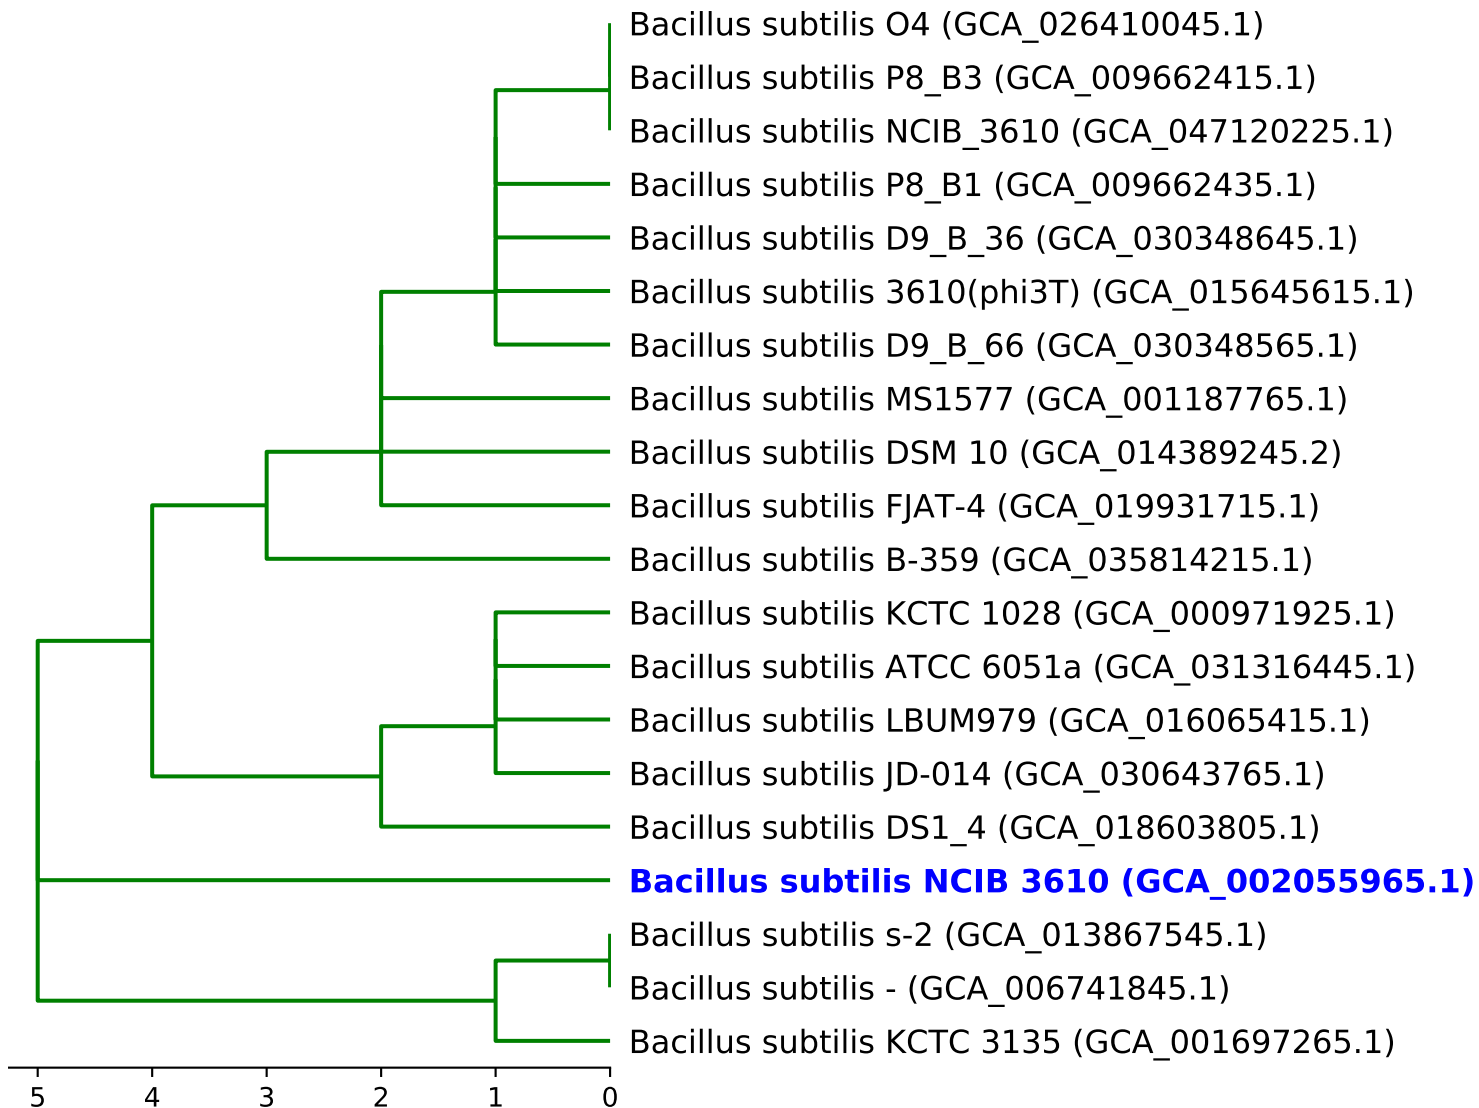 Bacillus subtilis O4 (GCA_026410045.1)
Bacillus subtilis P8_B3 (GCA_009662415.1)
Bacillus subtilis NCIB_3610 (GCA_047120225.1)
Bacillus subtilis P8_B1 (GCA_009662435.1)
Bacillus subtilis D9_B_36 (GCA_030348645.1)
Bacillus subtilis 3610(phi3T) (GCA_015645615.1)
Bacillus subtilis D9_B_66 (GCA_030348565.1)
Bacillus subtilis MS1577 (GCA_001187765.1)
Bacillus subtilis DSM 10 (GCA_014389245.2)
Bacillus subtilis FJAT-4 (GCA_019931715.1)
Bacillus subtilis B-359 (GCA_035814215.1)
Bacillus subtilis KCTC 1028 (GCA_000971925.1)
Bacillus subtilis ATCC 6051a (GCA_031316445.1)
Bacillus subtilis LBUM979 (GCA_016065415.1)
Bacillus subtilis JD-014 (GCA_030643765.1)
Bacillus subtilis DS1_4 (GCA_018603805.1)
Bacillus subtilis NCIB 3610 (GCA_002055965.1)
Bacillus subtilis s-2 (GCA_013867545.1)
Bacillus subtilis - (GCA_006741845.1)
Bacillus subtilis KCTC 3135 (GCA_001697265.1)
5 4 3 2 1 0